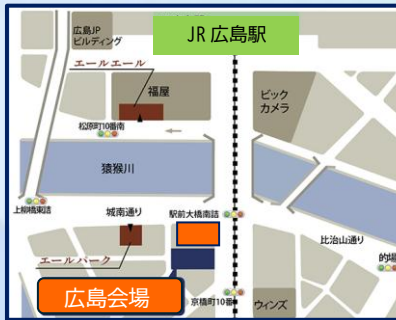 JR 広島駅
広島JP
ビルディング
エールエール
福屋
ビック
カメラ
松原町10番南
猿猴川
上柳橋東詰
城南通り
駅前大橋南詰
比治山通り
的場
エールパーク
広島会場
京橋町10番
ウィンズ